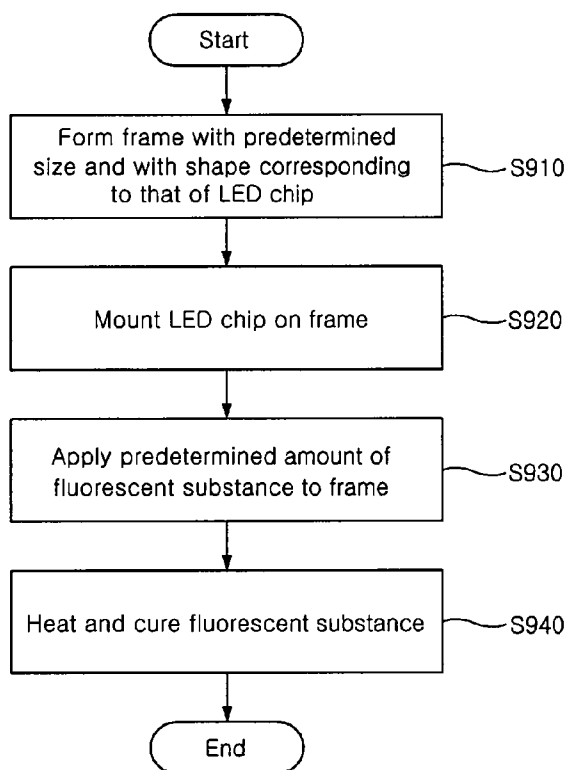 Start
Form frame with predetermined
size and with shape corresponding
to that of LED chip
S910
Mount LED chip on frame
S920
Apply predetermined amount of
fluorescent substance to frame
S930
Heat and cure fluorescent substance
S940
End